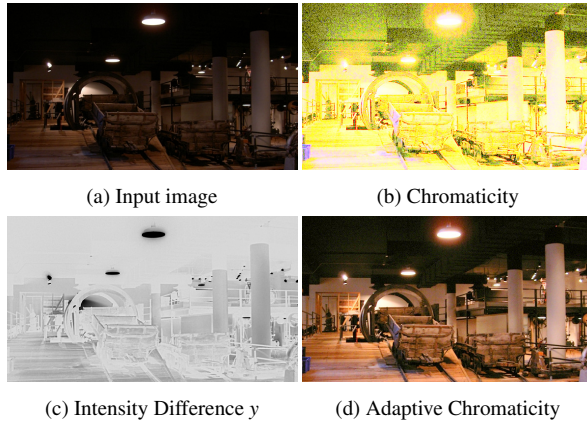 (a) Input image
(b) Chromaticity
(c) Intensity Difference y
(d) Adaptive Chromaticity